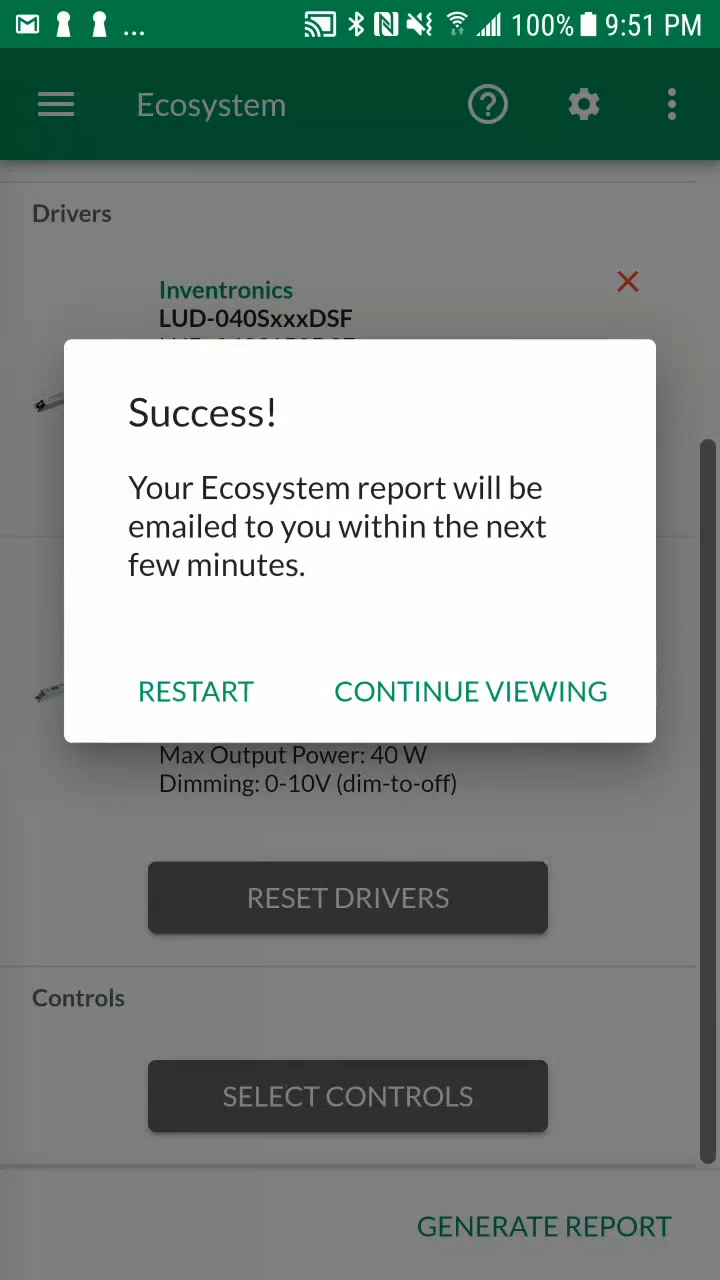 ... 100% 9:51 PM
Ecosystem
Drivers
Inventronics
LUD-040SxxxDSF
Success!
Your Ecosystem report will be
emailed to you within the next
few minutes.
RESTART CONTINUE VIEWING
Max Output Power: 40 W
Dimming: 0-10V (dim-to-off)
RESET DRIVERS
Controls
SELECT CONTROLS
GENERATE REPORT